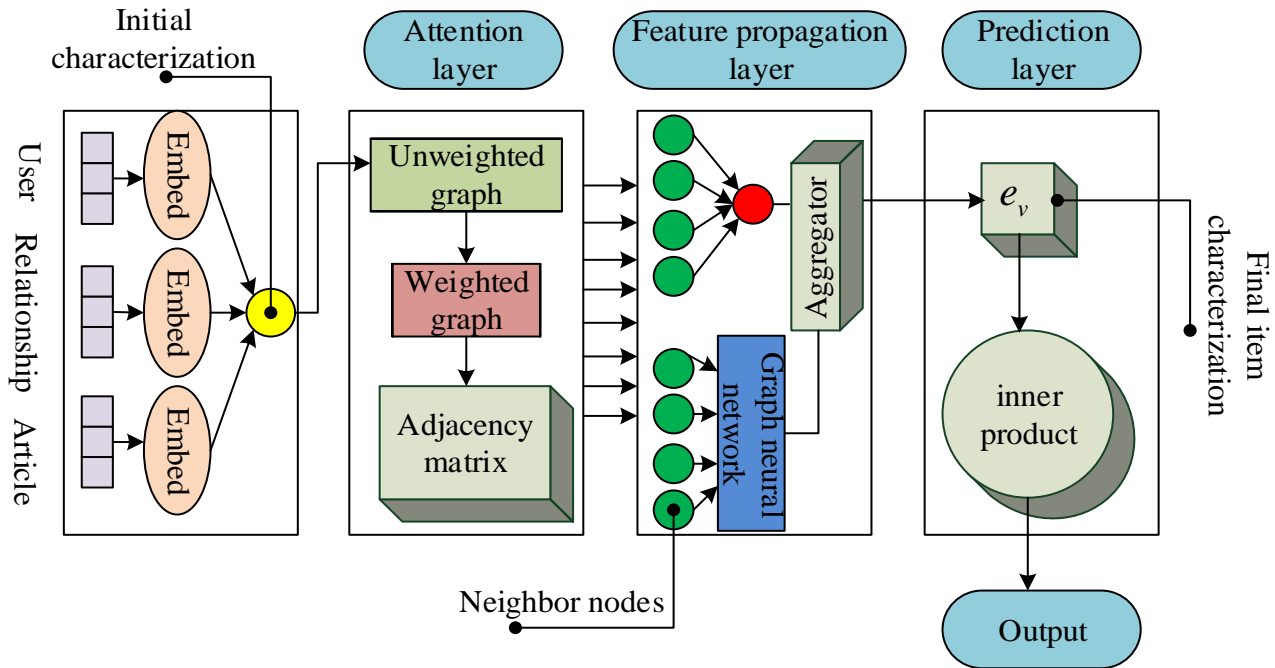 Initial
characterization
Attention
layer
Feature propagation
layer
Prediction
layer
User
Relationship
Article
Embed
Embed
Embed
Unweighted
graph
Weighted
graph
Adjacency
matrix
Aggregator
Graph neural
network
Neighbor nodes
e_v
inner
product
Final item
characterization
Output